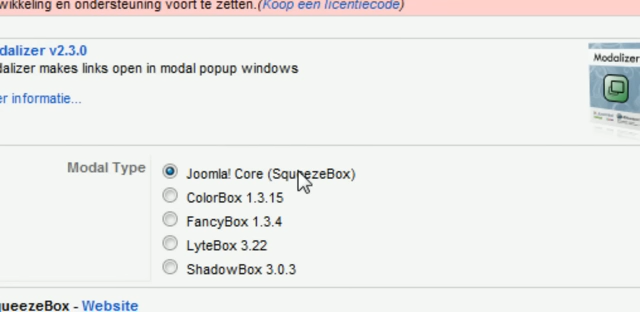 wikkeling en ondersteuning voort te zetten.(Koop een licentiecode)
dalizer v2.3.0
dalizer makes links open in modal popup windows
er informatie...
Modalizer
Modal Type
Joomla! Core (SqueezeBox)
ColorBox 1.3.15
FancyBox 1.3.4
LyteBox 3.22
ShadowBox 3.0.3
queezeBox - Website